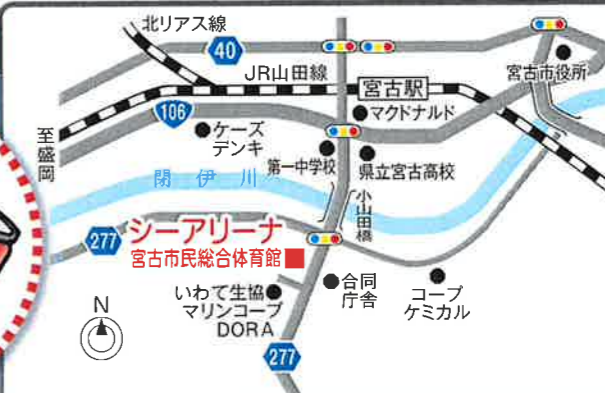 北リアス線
40
JR山田線
宮古駅
宮古市役所
106
マクドナルド
ケーズ
デンキ
至盛岡
第一中学校
県立宮古高校
閉伊川
小山田橋
277
シーアリーナ
宮古市民総合体育館
いわて生協
マリンコープ
DORA
合同
庁舎
コープ
ケミカル
N
277